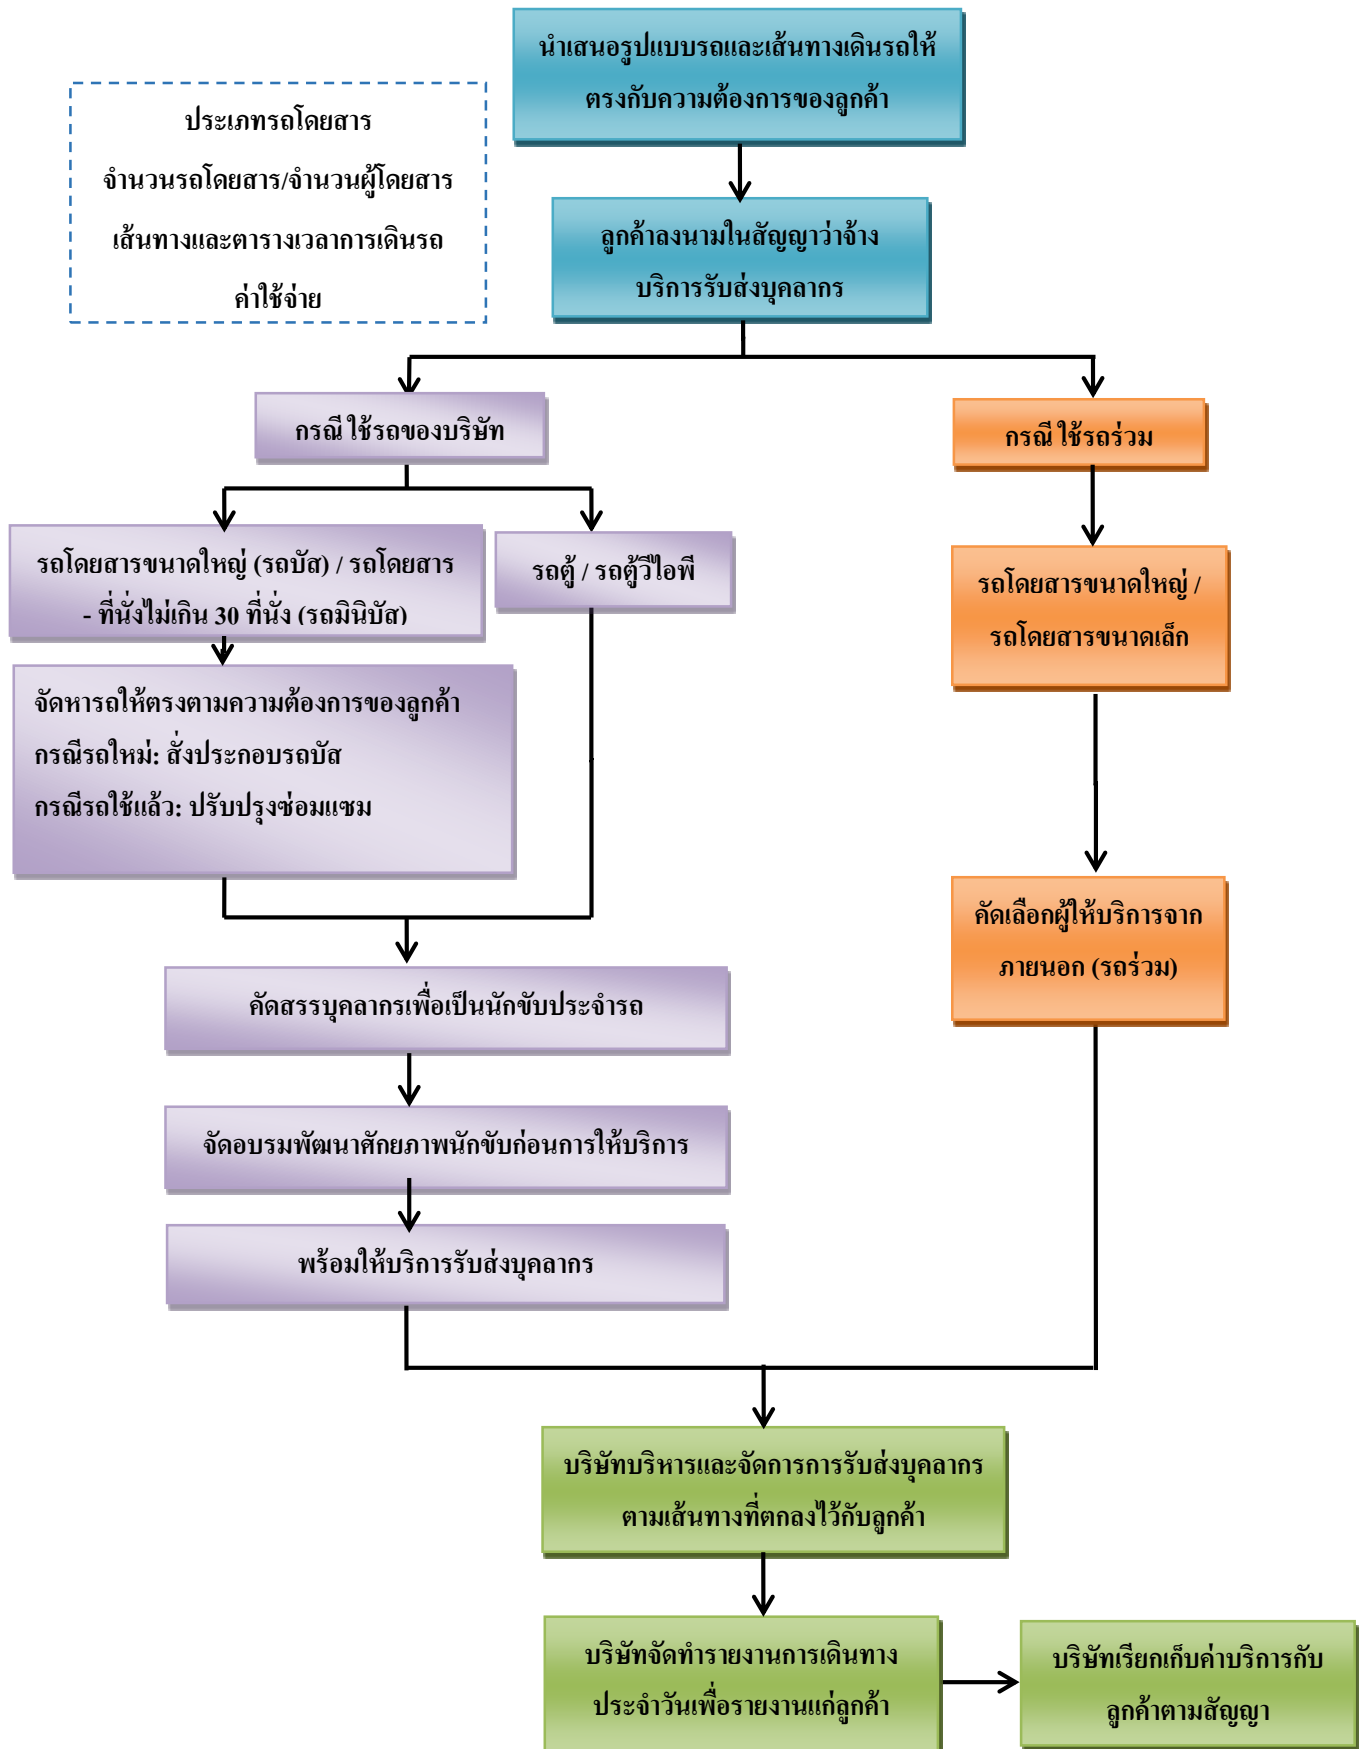 นำเสนอรูปแบบรถและเส้นทางเดินรถให้
ตรงกับความต้องการของลูกค้า
ประเภทรถโดยสาร
จำนวนรถโดยสาร/จำนวนผู้โดยสาร
เส้นทางและตารางเวลาการเดินรถ
ค่าใช้จ่าย
ลูกค้าลงนามในสัญญาว่าจ้าง
บริการรับส่งบุคลากร
กรณี ใช้รถของบริษัท
กรณี ใช้รถร่วม
รถโดยสารขนาดใหญ่ (รถบัส) / รถโดยสาร
- ที่นั่งไม่เกิน 30 ที่นั่ง (รถมินิบัส)
รถตู้ / รถตู้วีไอพี
รถโดยสารขนาดใหญ่ /
รถโดยสารขนาดเล็ก
จัดหารถให้ตรงตามความต้องการของลูกค้า
กรณีรถใหม่: สั่งประกอบรถบัส
กรณีรถใช้แล้ว: ปรับปรุงซ่อมแซม
คัดเลือกผู้ให้บริการจาก
ภายนอก (รถร่วม)
คัดสรรบุคลากรเพื่อเป็นนักขับประจำรถ
จัดอบรมพัฒนาศักยภาพนักขับก่อนการให้บริการ
พร้อมให้บริการรับส่งบุคลากร
บริษัทบริหารและจัดการการรับส่งบุคลากร
ตามเส้นทางที่ตกลงไว้กับลูกค้า
บริษัทจัดทำรายงานการเดินทาง
ประจำวันเพื่อรายงานแก่ลูกค้า
บริษัทเรียกเก็บค่าบริการกับ
ลูกค้าตามสัญญา